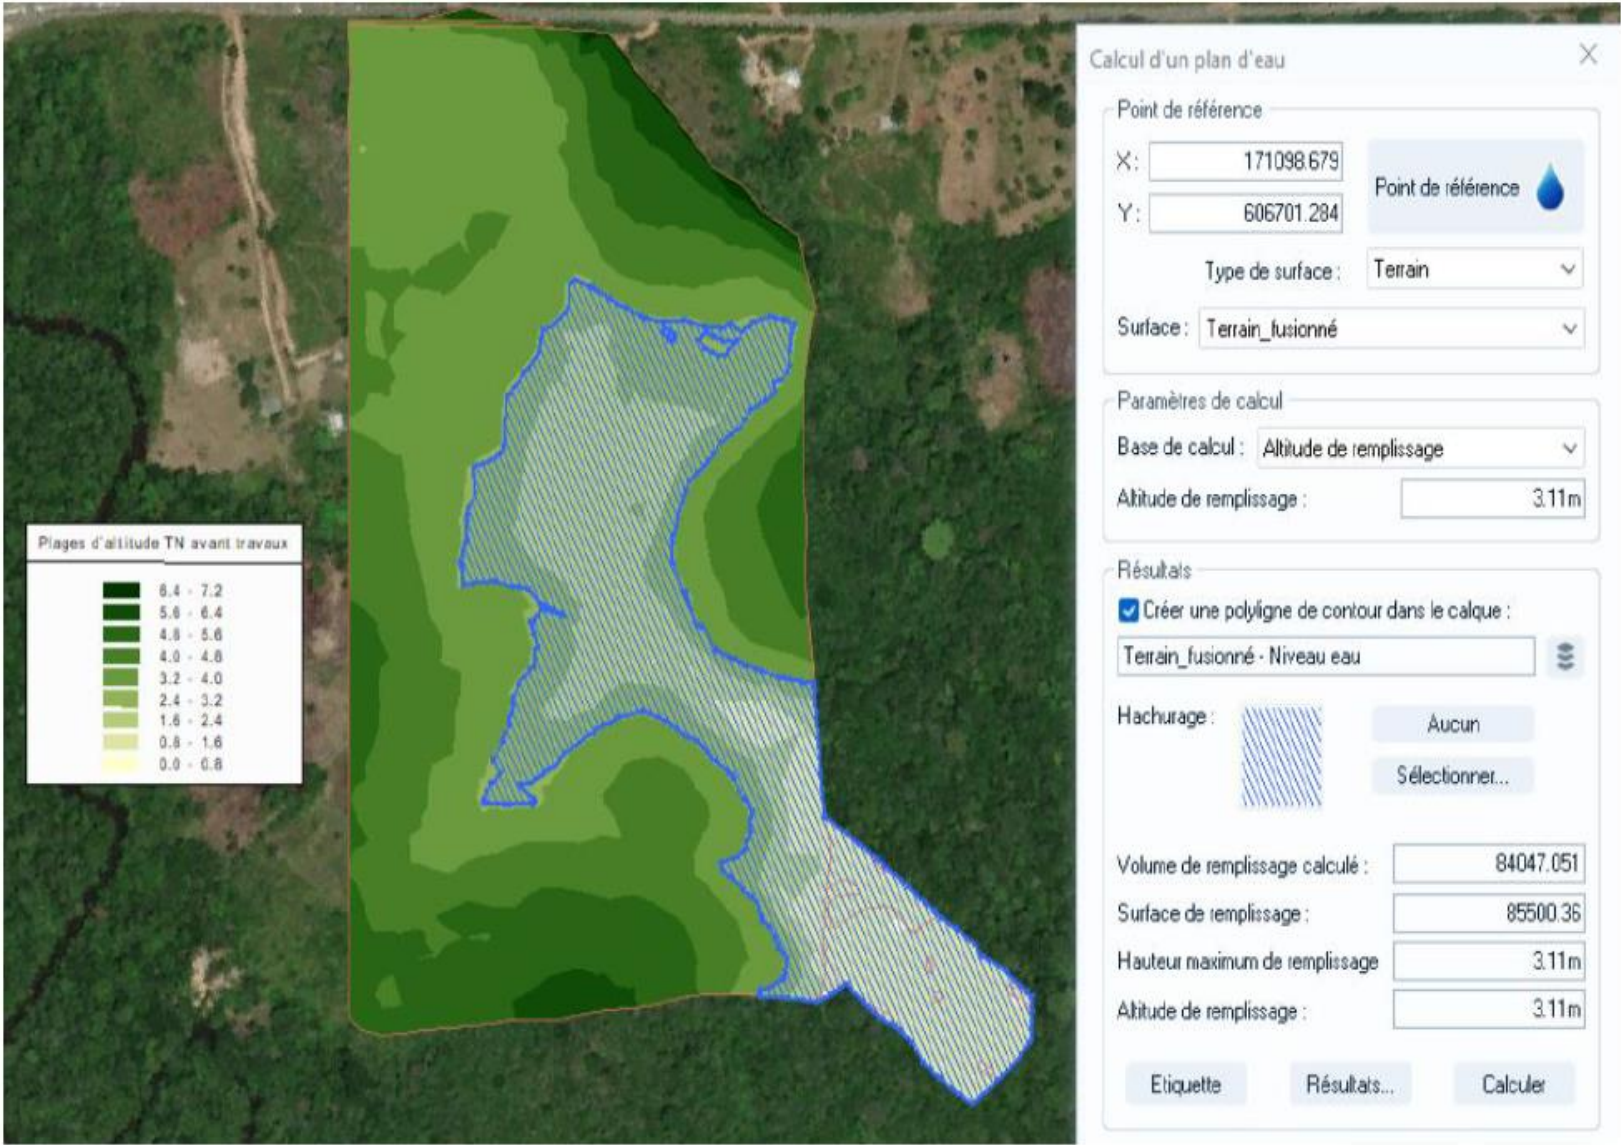 Plages d'altitude TN avant travaux
6.4 - 7.2
5.6 - 6.4
4.8 - 5.6
4.0 - 4.8
3.2 - 4.0
2.4 - 3.2
1.6 - 2.4
0.8 - 1.6
0.0 - 0.8
Calcul d'un plan d'eau
Point de référence
X: 171098.679
Point de référence
Y: 606701.284
Type de surface : Terrain
Surface : Terrain_fusionné
Paramètres de calcul
Base de calcul : Altitude de remplissage
Altitude de remplissage : 3.11m
Résultats
Créer une polyligne de contour dans le calque :
Terrain_fusionné - Niveau eau
Hachurage :
Aucun
Sélectionner...
Volume de remplissage calculé : 84047.051
Surface de remplissage : 85500.36
Hauteur maximum de remplissage 3.11m
Altitude de remplissage : 3.11m
Etiquette Résultats... Calculer